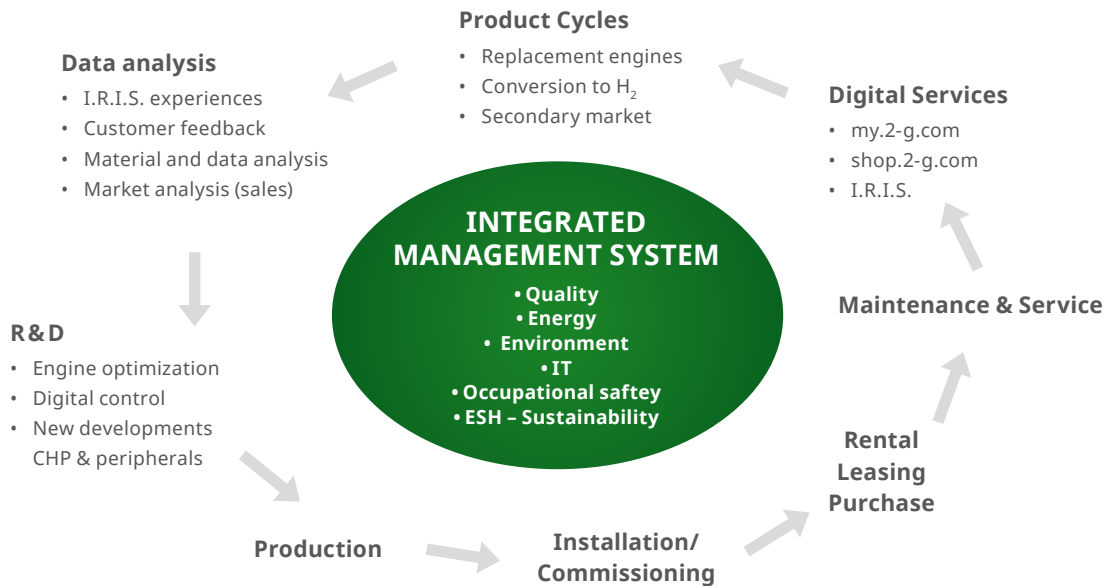 Product Cycles
• Replacement engines
• Conversion to H₂
• Secondary market
Data analysis
• I.R.I.S. experiences
• Customer feedback
• Material and data analysis
• Market analysis (sales)
Digital Services
• my.2-g.com
• shop.2-g.com
• I.R.I.S.
INTEGRATED
MANAGEMENT SYSTEM
• Quality
• Energy
• Environment
• IT
• Occupational saftey
• ESH – Sustainability
Maintenance & Service
R&D
• Engine optimization
• Digital control
• New developments
CHP & peripherals
Rental
Leasing
Purchase
Production
Installation/
Commissioning